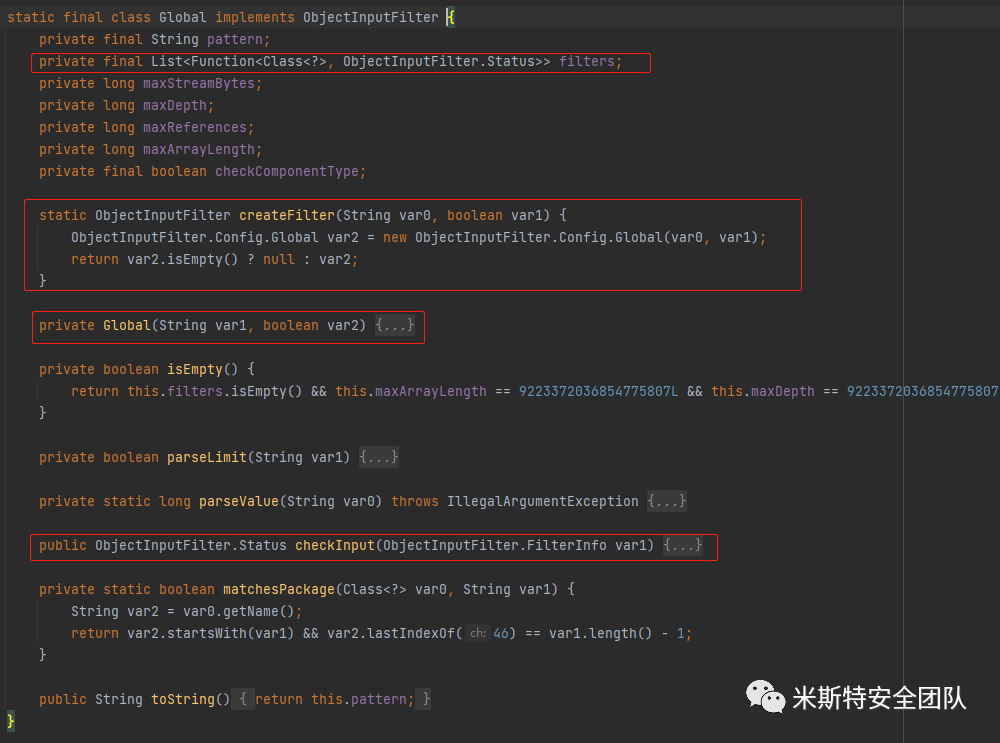 static final class Global implements ObjectInputFilter {
private final String pattern;
private final List<Function<Class<?>, ObjectInputFilter.Status>> filters;
private long maxStreamBytes;
private long maxDepth;
private long maxReferences;
private long maxArrayLength;
private final boolean checkComponentType;
static ObjectInputFilter createFilter(String var0, boolean var1) {
ObjectInputFilter.Config.Global var2 = new ObjectInputFilter.Config.Global(var0, var1);
return var2.isEmpty() ? null : var2;
}
private Global(String var1, boolean var2) {...}
private boolean isEmpty() {
return this.filters.isEmpty() && this.maxArrayLength == 9223372036854775807L && this.maxDepth == 9223372036854775807
}
private boolean parseLimit(String var1) {...}
private static long parseValue(String var0) throws IllegalArgumentException {...}
public ObjectInputFilter.Status checkInput(ObjectInputFilter.FilterInfo var1) {...}
private static boolean matchesPackage(Class<?> var0, String var1) {
String var2 = var0.getName();
return var2.startsWith(var1) && var2.lastIndexOf( ch: 46) == var1.length() - 1;
}
public String toString() { return this.pattern; }
}
米斯特安全团队